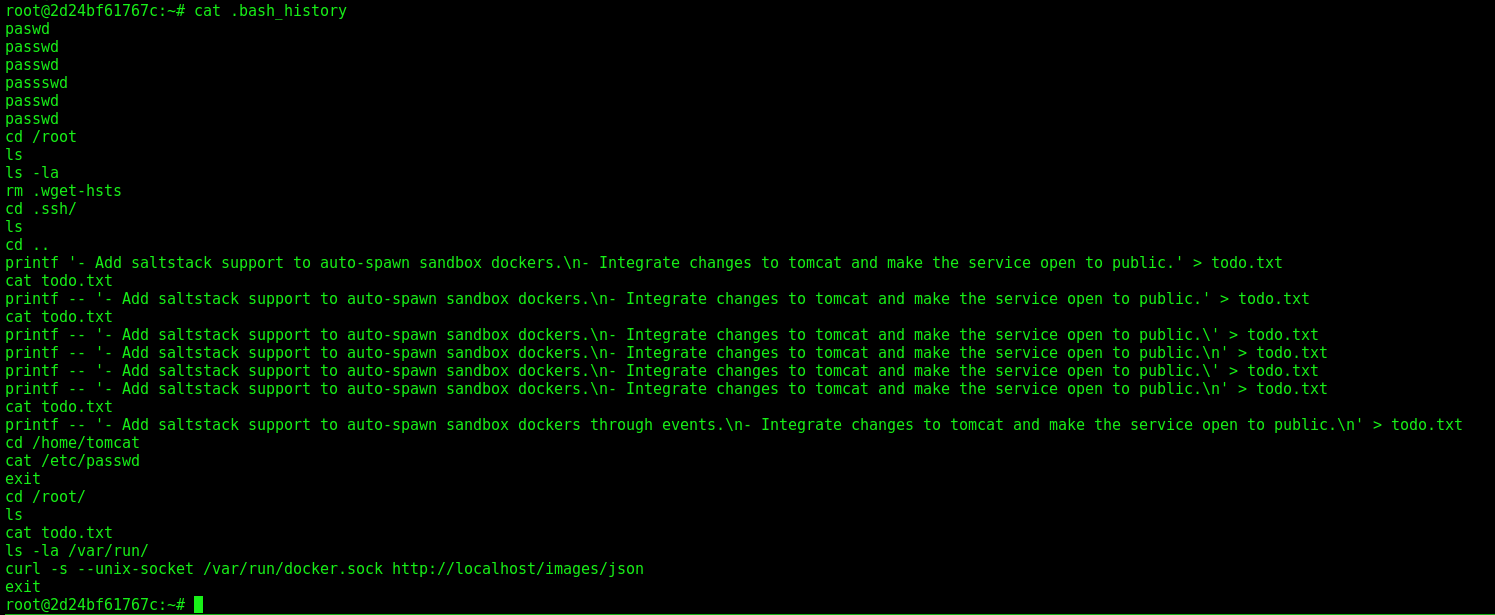 root@2d24bf61767c:~# cat .bash_history
paswd
passwd
passwd
passswd
passwd
passwd
cd /root
ls
ls -la
rm .wget-hsts
cd .ssh/
ls
cd ..
printf '- Add saltstack support to auto-spawn sandbox dockers.\n- Integrate changes to tomcat and make the service open to public.' > todo.txt
cat todo.txt
printf -- '- Add saltstack support to auto-spawn sandbox dockers.\n- Integrate changes to tomcat and make the service open to public.' > todo.txt
cat todo.txt
printf -- '- Add saltstack support to auto-spawn sandbox dockers.\n- Integrate changes to tomcat and make the service open to public.\' > todo.txt
printf -- '- Add saltstack support to auto-spawn sandbox dockers.\n- Integrate changes to tomcat and make the service open to public.\n' > todo.txt
printf -- '- Add saltstack support to auto-spawn sandbox dockers.\n- Integrate changes to tomcat and make the service open to public.\' > todo.txt
printf -- '- Add saltstack support to auto-spawn sandbox dockers.\n- Integrate changes to tomcat and make the service open to public.\n' > todo.txt
cat todo.txt
printf -- '- Add saltstack support to auto-spawn sandbox dockers through events.\n- Integrate changes to tomcat and make the service open to public.\n' > todo.txt
cd /home/tomcat
cat /etc/passwd
exit
cd /root/
ls
cat todo.txt
ls -la /var/run/
curl -s --unix-socket /var/run/docker.sock http://localhost/images/json
exit
root@2d24bf61767c:~#